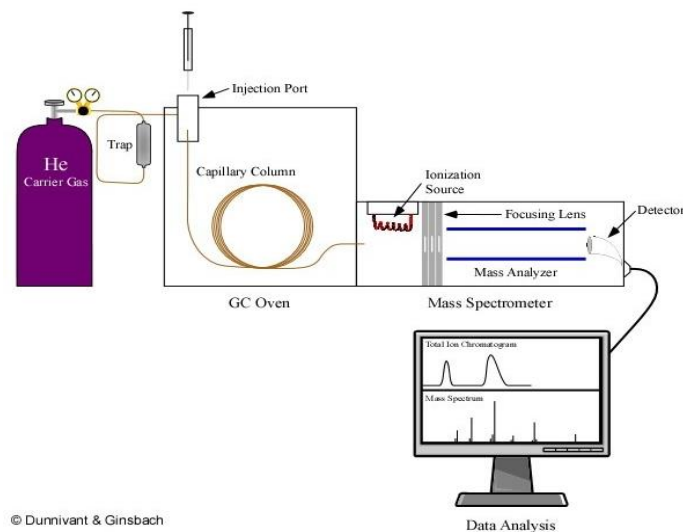 Injection Port
He
Carrier Gas
Trap
Capillary Column
Ionization
Source
Focusing Lens
Detector
Mass Analyzer
GC Oven
Mass Spectrometer
Total Ion Chromatogram
Mass Spectrum
Data Analysis
© Dunnivant & Ginsbach